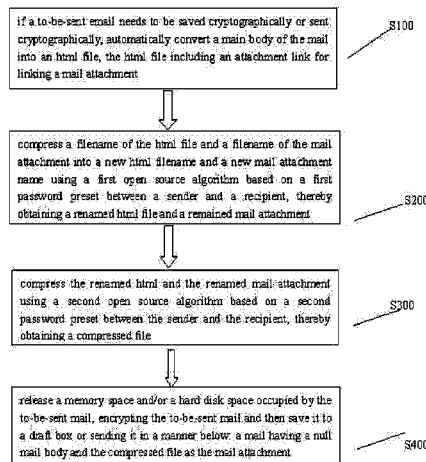 if a to-be-sent email needs to be saved cryptographically or sent
cryptographically, automatically convert a main body of the mail
into an html file, the html file including an attachment link for
linking a mail attachment
S100
compress a filename of the html file and a filename of the mail
attachment into a new html filename and a new mail attachment
name using a first open source algorithm based on a first
password preset between a sender and a recipient, thereby
obtaining a renamed html file and a remained mail attachment
S200
compress the renamed html and the renamed mail attachment
using a second open source algorithm based on a second
password preset between the sender and the recipient, thereby
obtaining a compressed file
S300
release a memory space and/or a hard disk space occupied by the
to-be-sent mail, encrypting the to-be-sent mail and then save it to
a draft box or sending it in a manner below: a mail having a null
mail body and the compressed file as the mail attachment
S400